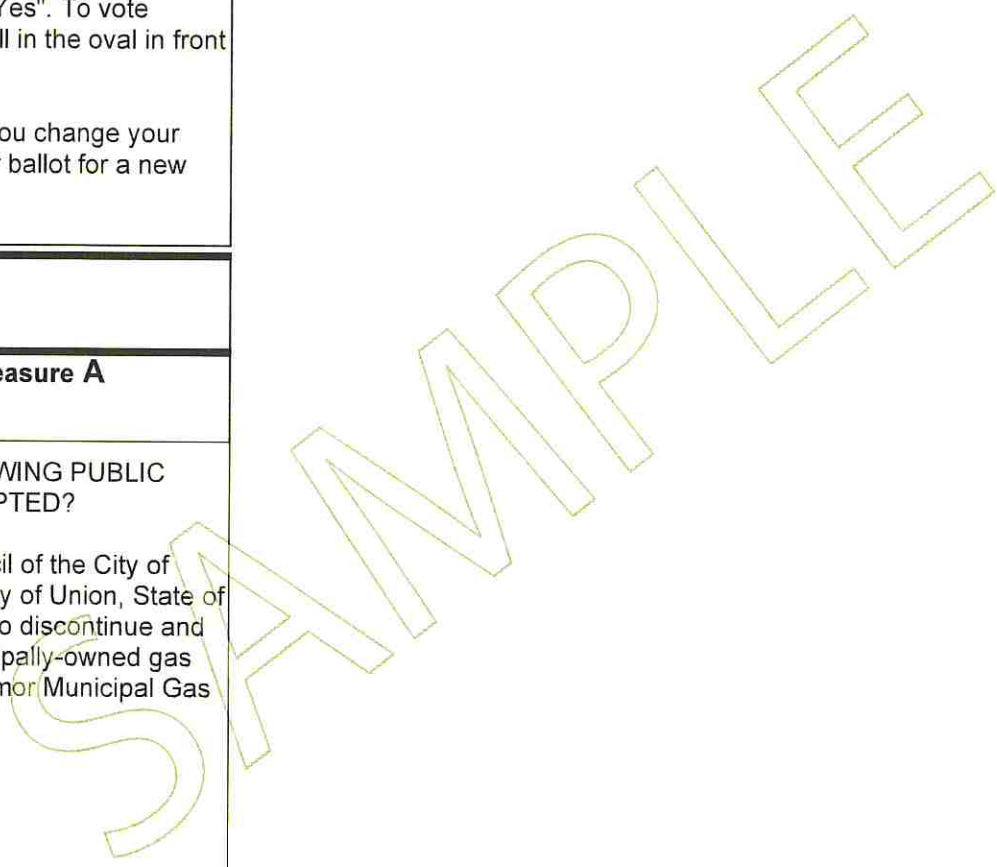 Yes". To vote
ll in the oval in front
ou change your
ballot for a new
easure A
WING PUBLIC
PTED?
il of the City of
y of Union, State of
o discontinue and
pally-owned gas
mor Municipal Gas
SAMPLE